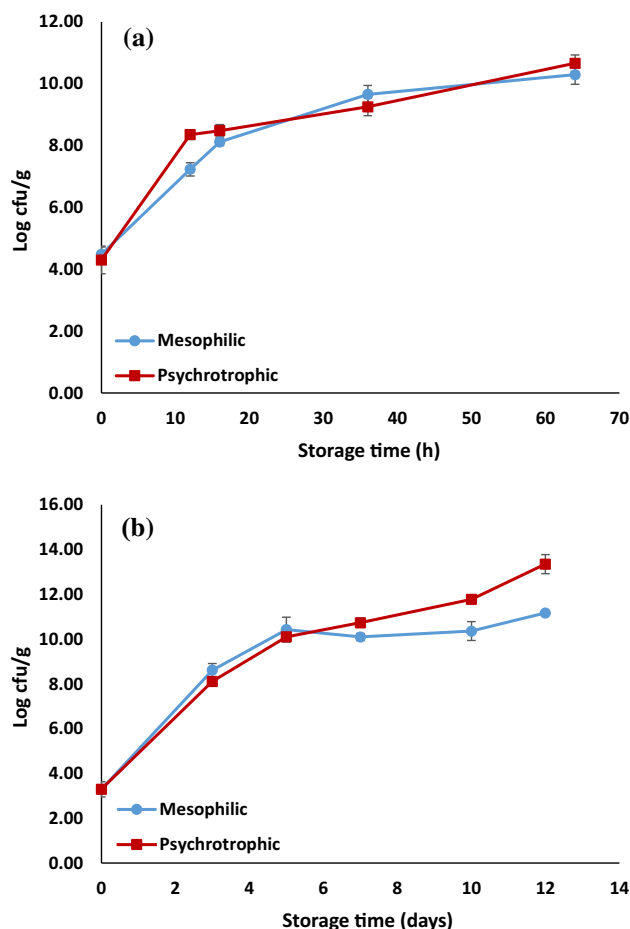 (a)
12.00
10.00
8.00
6.00
4.00
2.00
0.00
Log cfu/g
Mesophilic
Psychrotrophic
0 10 20 30 40 50 60 70
Storage time (h)
(b)
16.00
14.00
12.00
10.00
8.00
6.00
4.00
2.00
0.00
Log cfu/g
Mesophilic
Psychrotrophic
0 2 4 6 8 10 12 14
Storage time (days)